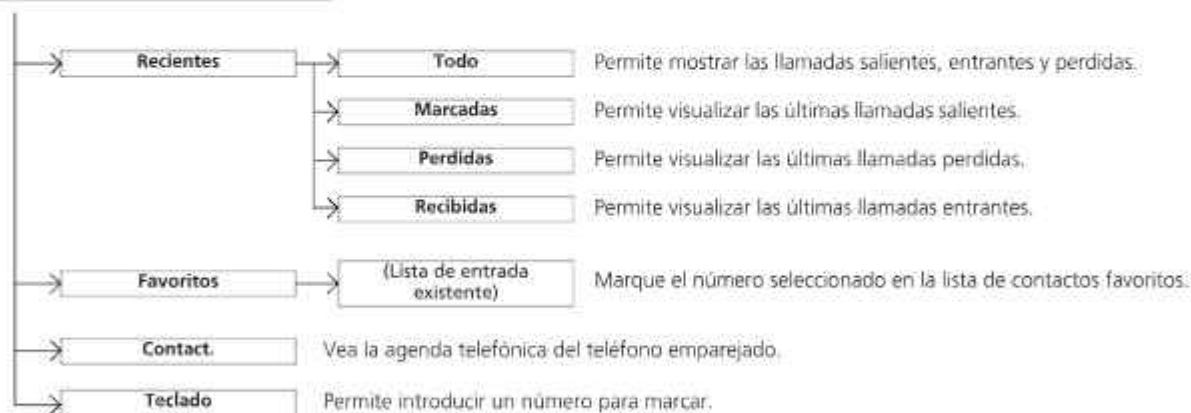 Recientes
Todo
Permite mostrar las llamadas salientes, entrantes y perdidas.
Marcadas
Permite visualizar las últimas llamadas salientes.
Perdidas
Permite visualizar las últimas llamadas perdidas.
Recibidas
Permite visualizar las últimas llamadas entrantes.
Favoritos
(Lista de entrada
existente)
Marque el número seleccionado en la lista de contactos favoritos.
Contact.
Vea la agenda telefónica del teléfono emparejado.
Teclado
Permite introducir un número para marcar.